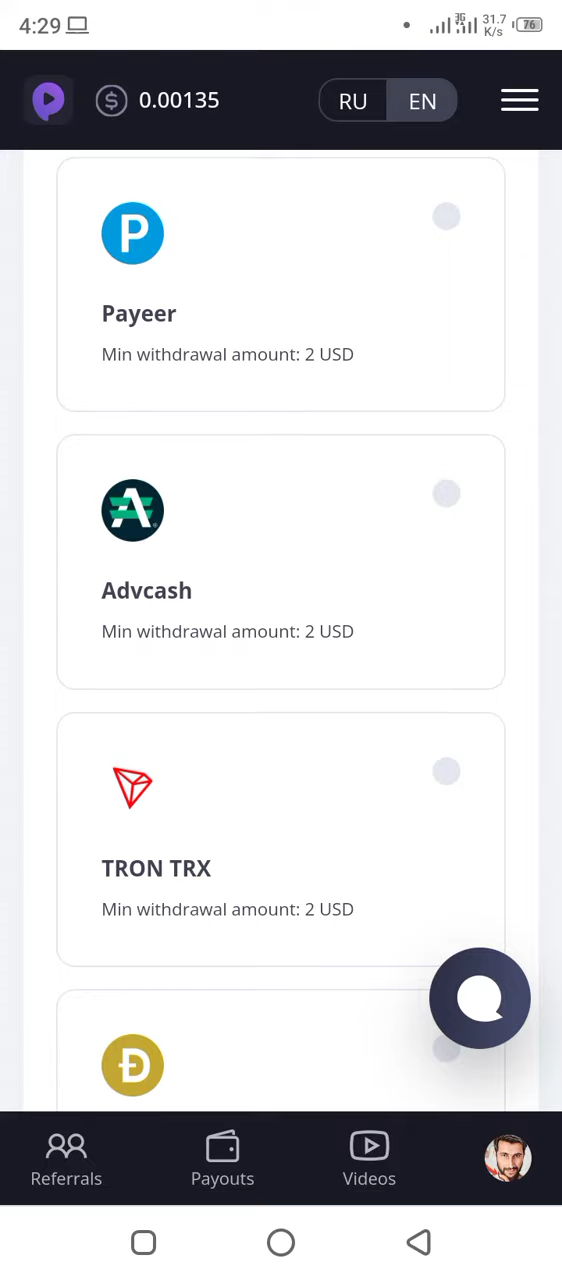 4:29
3G
31.7
K/s
76
0.00135
RU
EN
P
Payeer
Min withdrawal amount: 2 USD
Advcash
Min withdrawal amount: 2 USD
TRON TRX
Min withdrawal amount: 2 USD
Referrals
Payouts
Videos